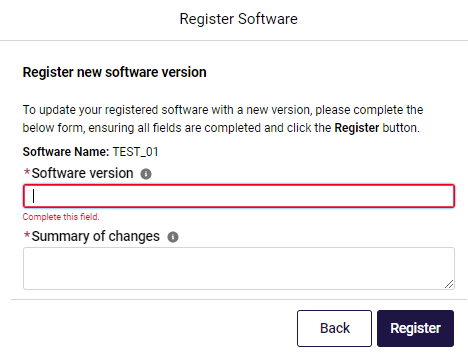 Register Software
Register new software version
To update your registered software with a new version, please complete the
below form, ensuring all fields are completed and click the Register button.
Software Name: TEST_01
*Software version
Complete this field.
*Summary of changes
Back
Register